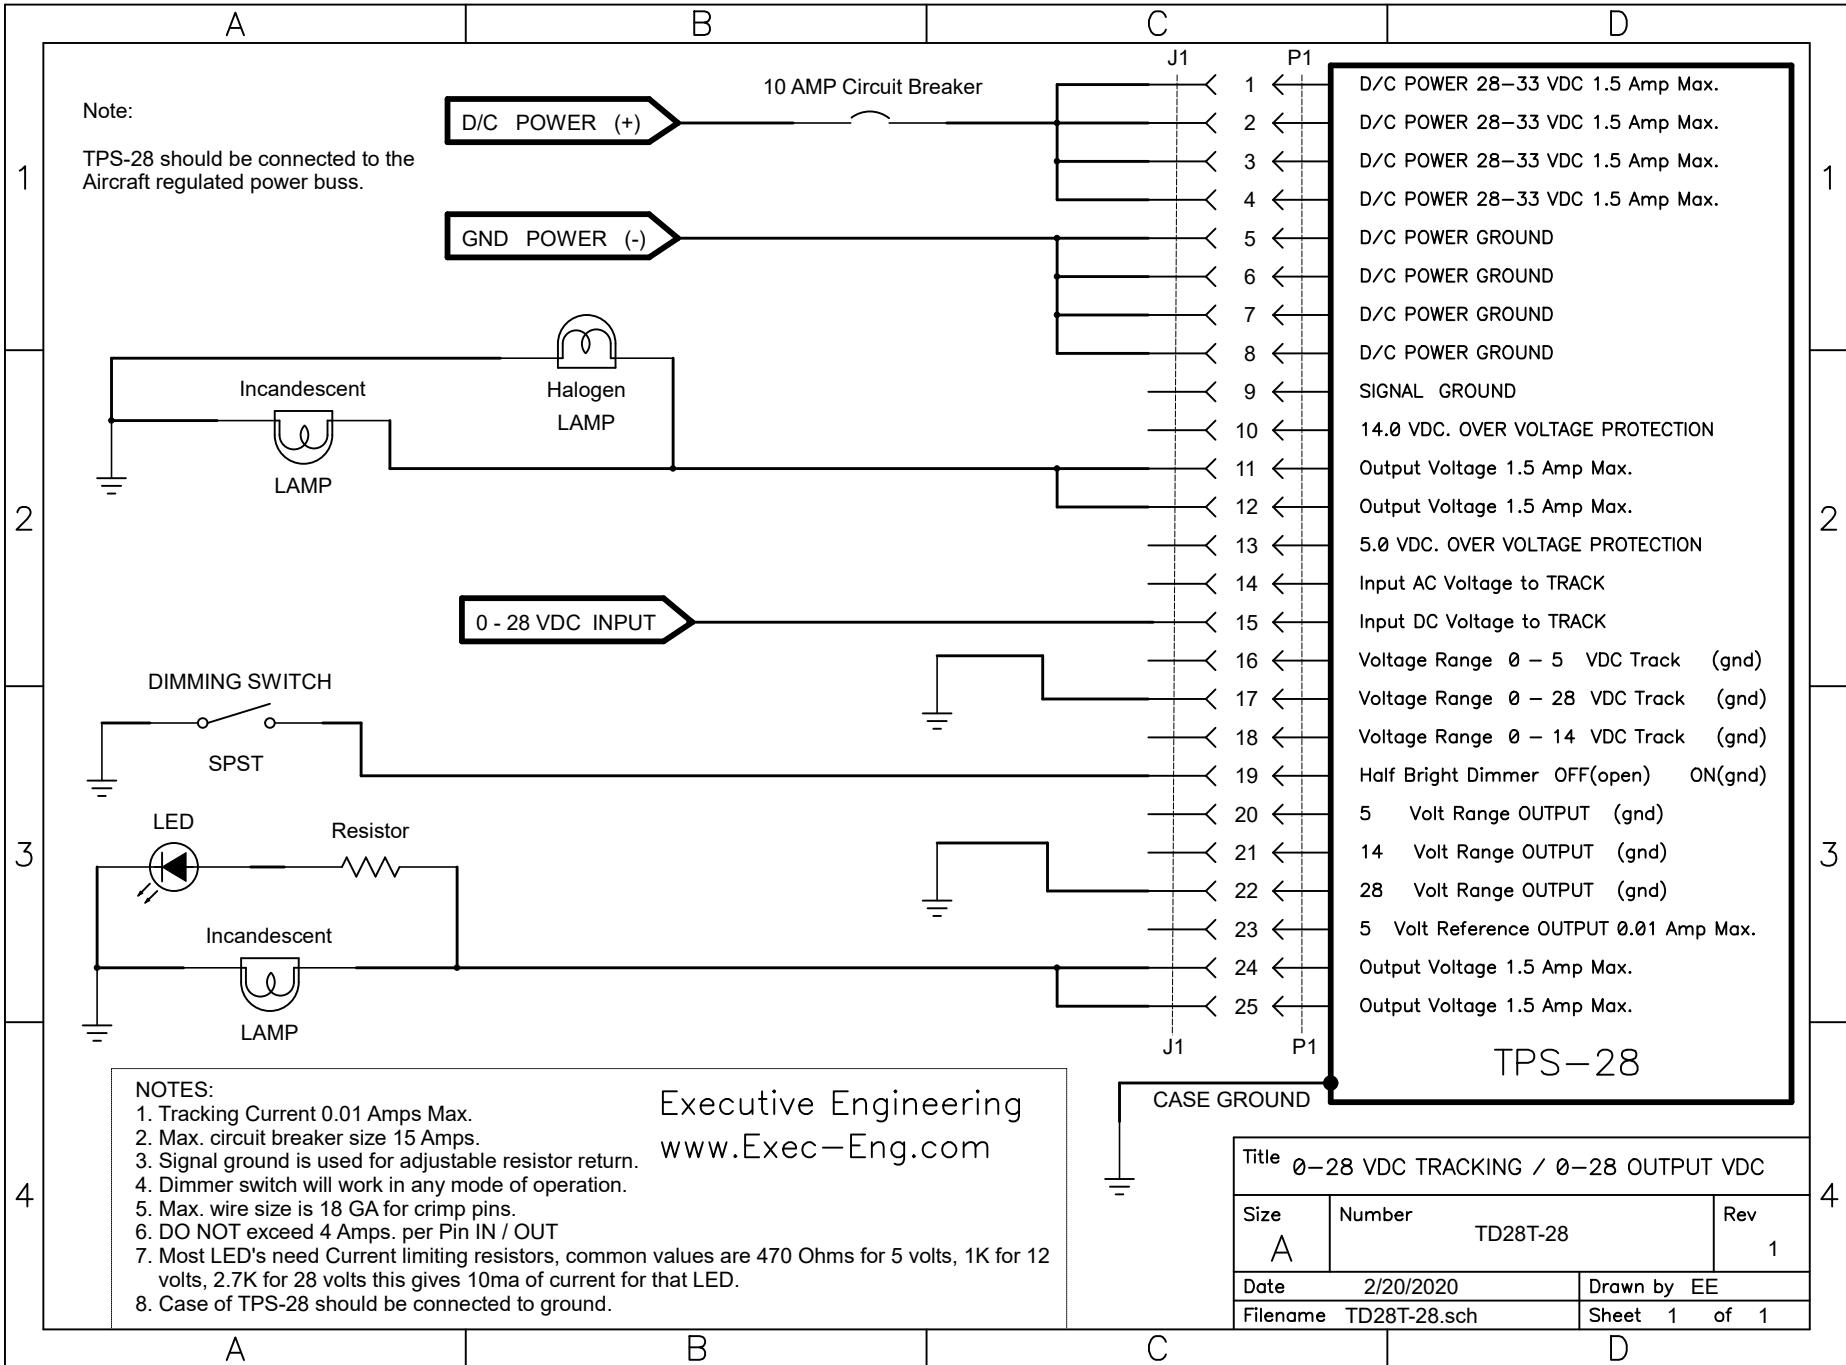 A B C D
J1 P1
Note:
TPS-28 should be connected to the
Aircraft regulated power buss.
D/C POWER (+)
10 AMP Circuit Breaker
GND POWER (-)
1
1
Halogen
LAMP
Incandescent
LAMP
2
2
0 - 28 VDC INPUT
DIMMING SWITCH
SPST
LED
Resistor
3
3
Incandescent
LAMP
1 D/C POWER 28-33 VDC 1.5 Amp Max.
2 D/C POWER 28-33 VDC 1.5 Amp Max.
3 D/C POWER 28-33 VDC 1.5 Amp Max.
4 D/C POWER 28-33 VDC 1.5 Amp Max.
5 D/C POWER GROUND
6 D/C POWER GROUND
7 D/C POWER GROUND
8 D/C POWER GROUND
9 SIGNAL GROUND
10 14.0 VDC. OVER VOLTAGE PROTECTION
11 Output Voltage 1.5 Amp Max.
12 Output Voltage 1.5 Amp Max.
13 5.0 VDC. OVER VOLTAGE PROTECTION
14 Input AC Voltage to TRACK
15 Input DC Voltage to TRACK
16 Voltage Range 0 - 5 VDC Track (gnd)
17 Voltage Range 0 - 28 VDC Track (gnd)
18 Voltage Range 0 - 14 VDC Track (gnd)
19 Half Bright Dimmer OFF(open) ON(gnd)
20 5 Volt Range OUTPUT (gnd)
21 14 Volt Range OUTPUT (gnd)
22 28 Volt Range OUTPUT (gnd)
23 5 Volt Reference OUTPUT 0.01 Amp Max.
24 Output Voltage 1.5 Amp Max.
25 Output Voltage 1.5 Amp Max.
J1 P1
TPS-28
CASE GROUND
NOTES:
1. Tracking Current 0.01 Amps Max.
2. Max. circuit breaker size 15 Amps.
3. Signal ground is used for adjustable resistor return.
4. Dimmer switch will work in any mode of operation.
5. Max. wire size is 18 GA for crimp pins.
6. DO NOT exceed 4 Amps. per Pin IN / OUT
7. Most LED's need Current limiting resistors, common values are 470 Ohms for 5 volts, 1K for 12
volts, 2.7K for 28 volts this gives 10ma of current for that LED.
8. Case of TPS-28 should be connected to ground.
Executive Engineering
www.Exec-Eng.com
4
4
Title 0-28 VDC TRACKING / 0-28 OUTPUT VDC
Size A
Number TD28T-28
Rev 1
Date 2/20/2020
Drawn by EE
Filename TD28T-28.sch
Sheet 1 of 1
A B C D